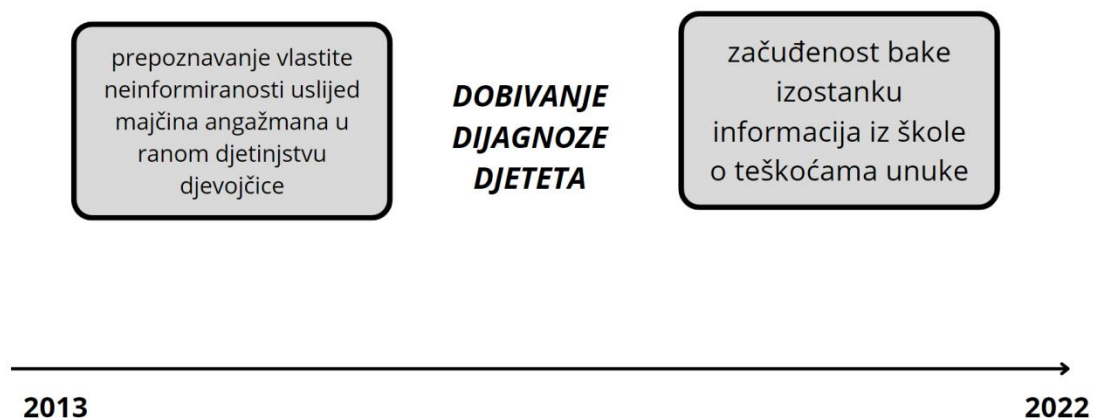 prepoznavanje vlastite
neinformiranosti uslijed
majčina angažmana u
ranom djetinjstvu
djevojčice
DOBIVANJE
DIJAGNOZE
DJETETA
začuđenost bake
izostanku
informacija iz škole
o teškoćama unuke
2013
2022